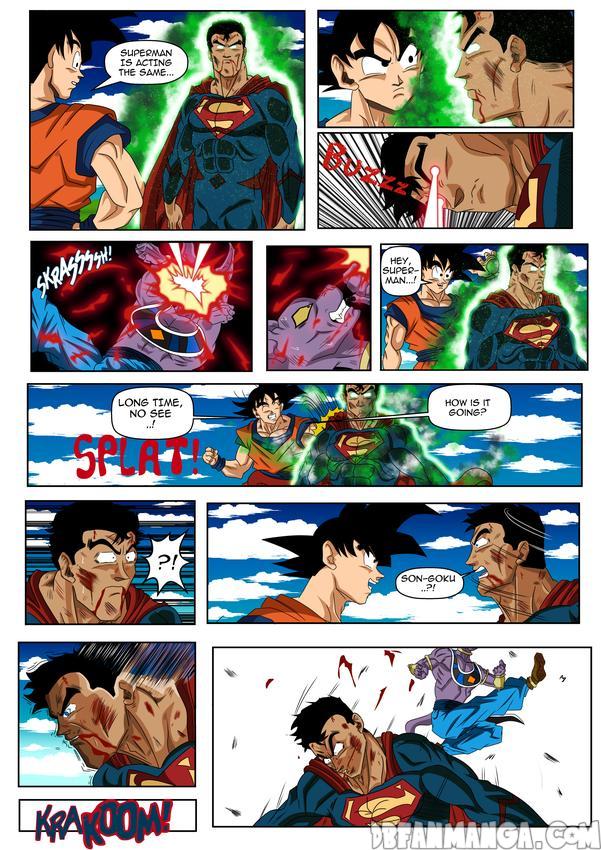 SUPERMAN
IS ACTING
THE SAME...
BUZZZZ
SKRASSSSH!
HEY,
SUPER-
MAN...!
LONG TIME,
NO SEE
..!
HOW IS IT
GOING?
SPLAT!
?!
SON-GOKU
..?!
KRAKOOM!
DBFANMANGA.COM